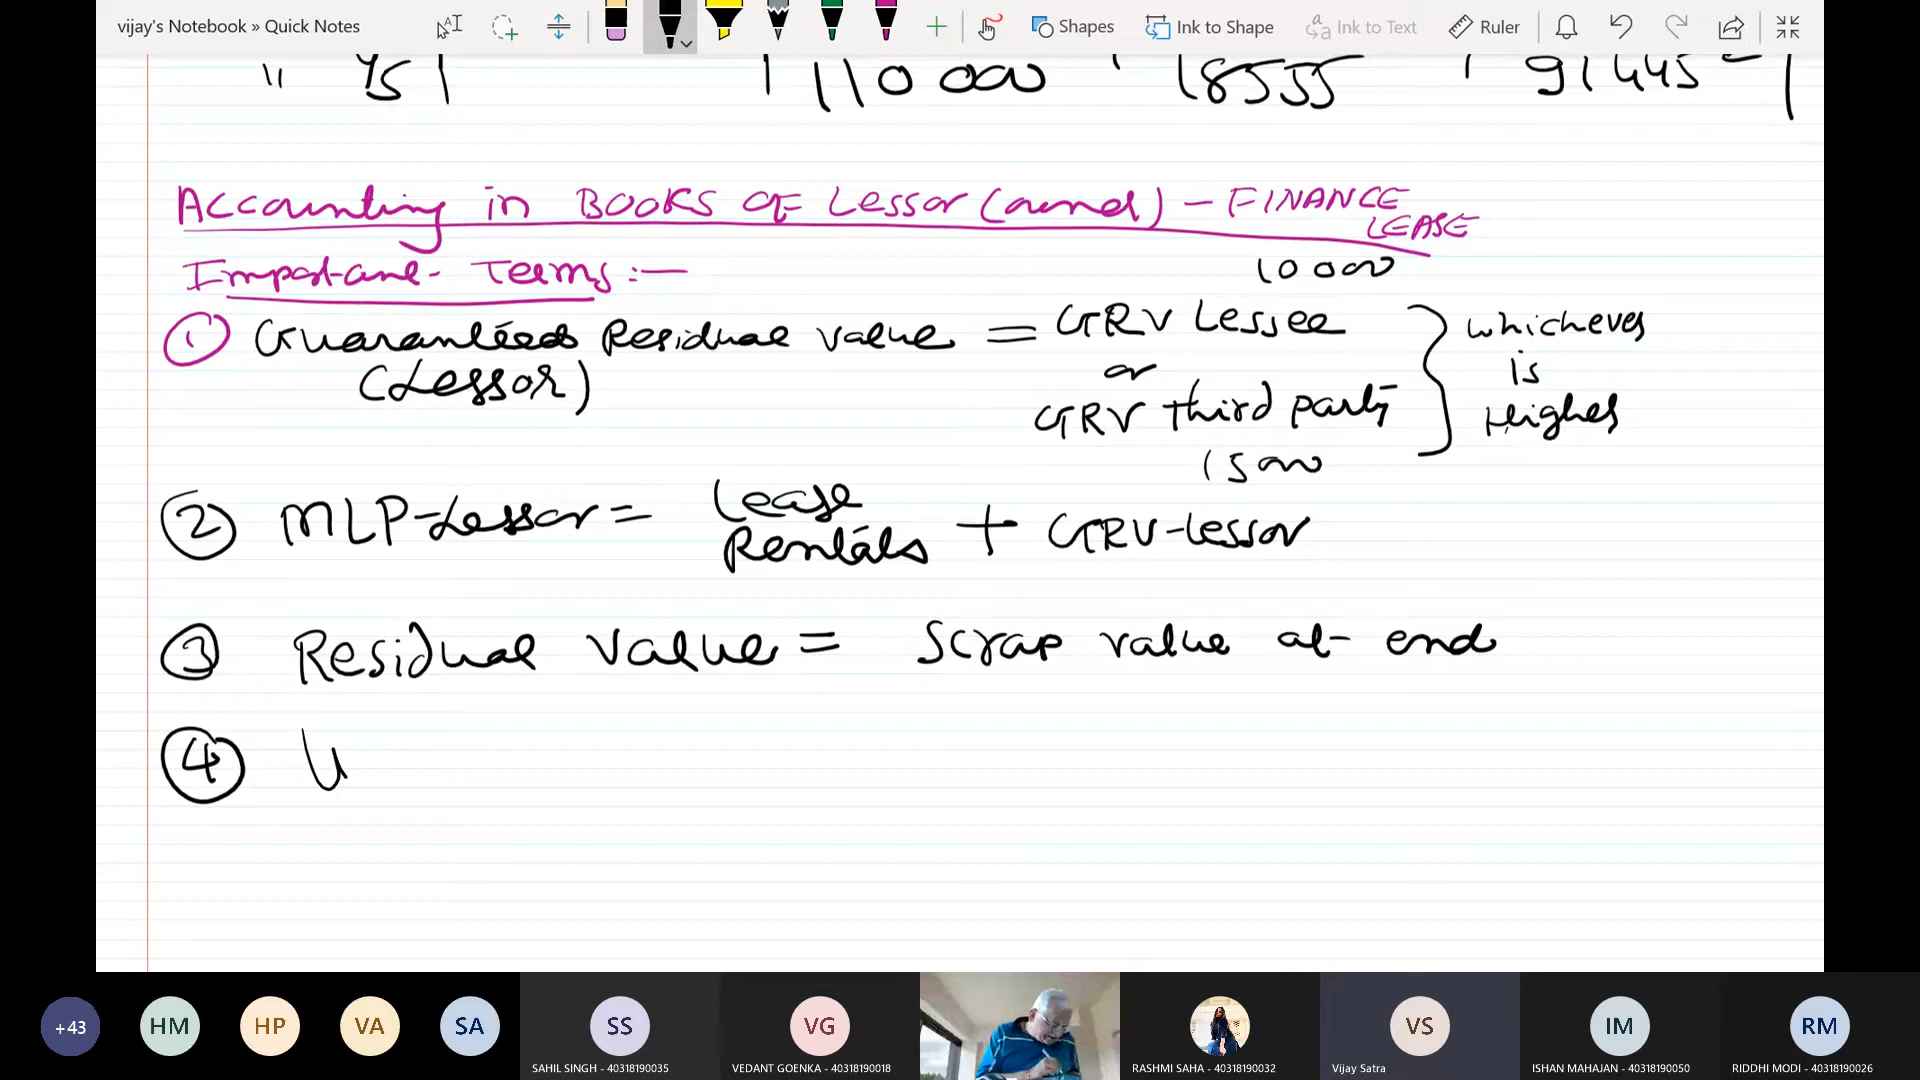 vijay's Notebook » Quick Notes
Shapes
Ink to Shape
Ink to Text
Ruler
" Y5 110 000 18555 91445
Accounting in BOOKS OF Lessor (owner) - FINANCE
LEASE
Important Terms :-
10 000
① Guaranteed Residual value = GRV Lessee
(Lessor)
or
GRV third party
15000
} whichever
is
Higher
② MLP-Lessor = Lease
Rentals + GRV-lessor
③ Residual value = Scrap value at end
④ U
+43
HM
HP
VA
SA
SS
SAHIL SINGH - 40318190035
VG
VEDANT GOENKA - 40318190018
RASHMI SAHA - 40318190032
VS
Vijay Satra
IM
ISHAN MAHAJAN - 40318190050
RM
RIDDHI MODI - 40318190026